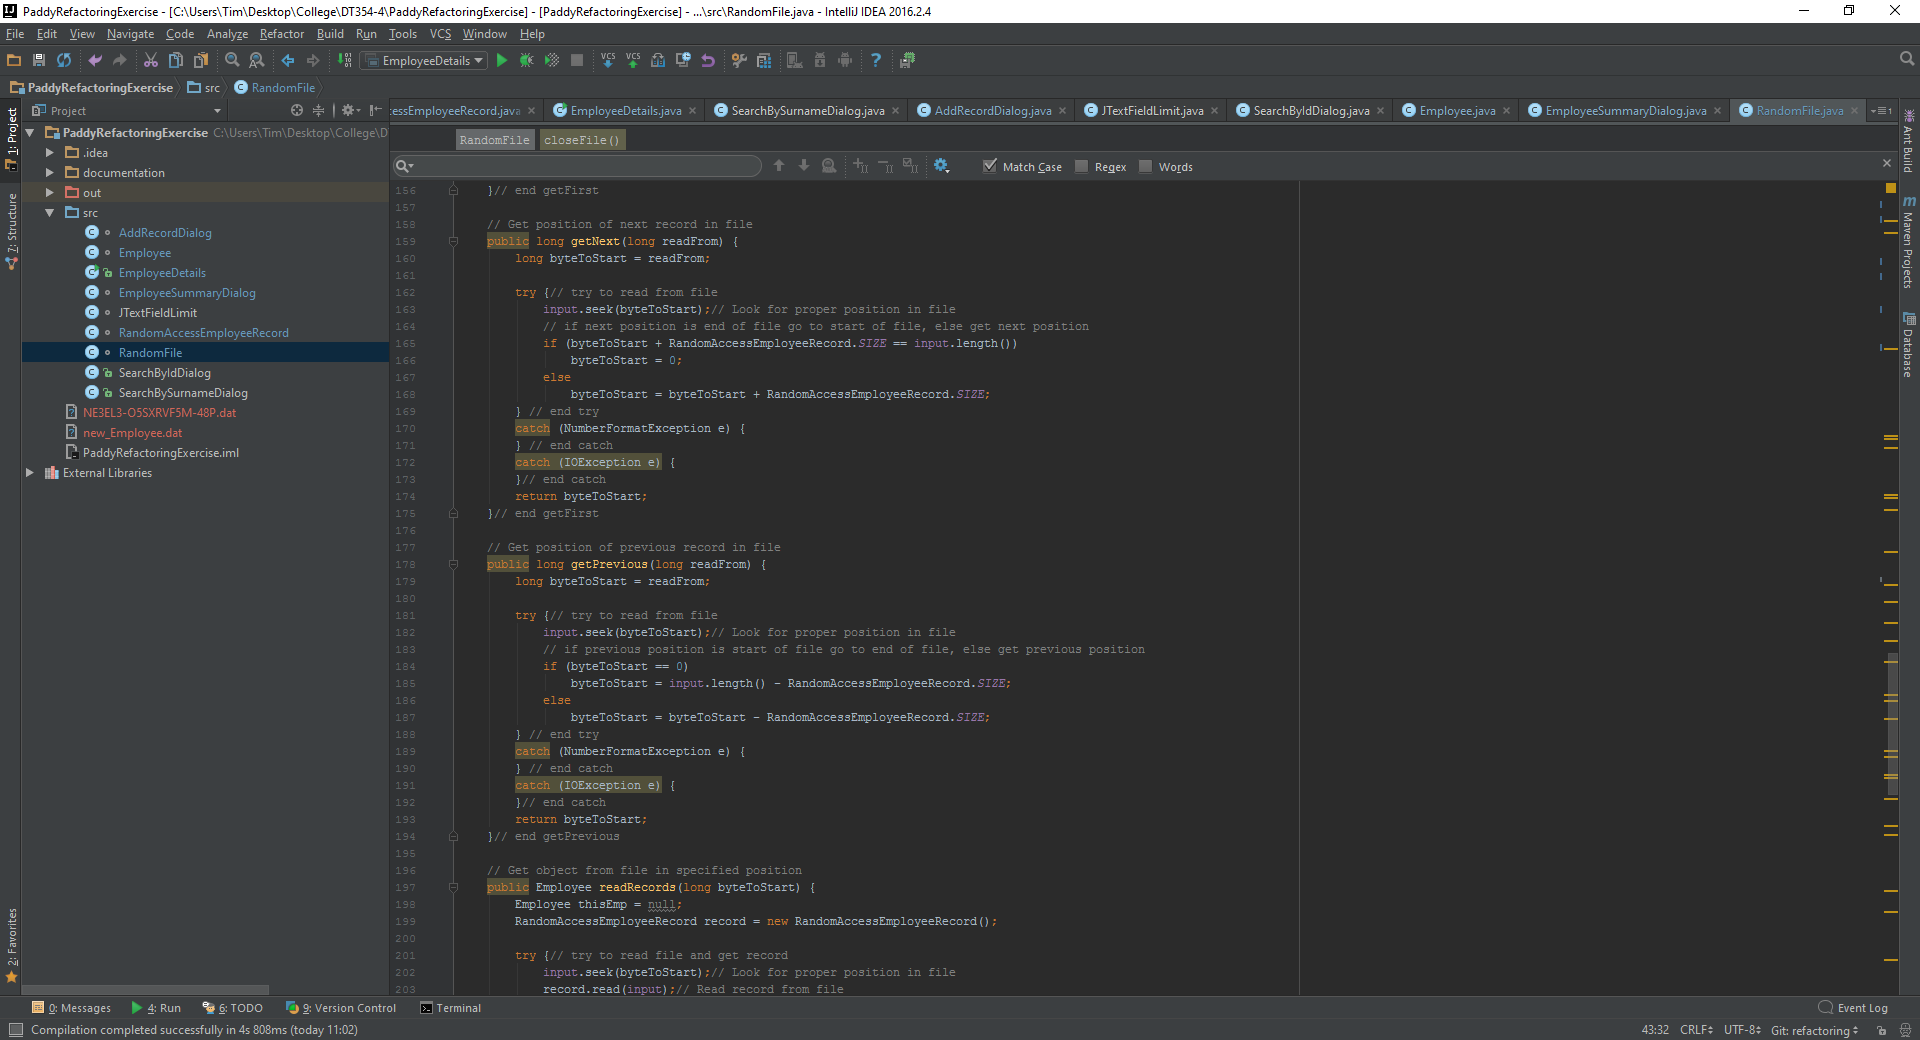 PaddyRefactoringExercise - [C:\Users\Tim\Desktop\College\DT354-4\PaddyRefactoringExercise] - [PaddyRefactoringExercise] - ...\src\RandomFile.java - IntelliJ IDEA 2016.2.4
File Edit View Navigate Code Analyze Refactor Build Run Tools VCS Window Help
EmployeeDetails
PaddyRefactoringExercise src RandomFile
Project
essEmployeeRecord.java EmployeeDetails.java SearchBySurnameDialog.java AddRecordDialog.java JTextFieldLimit.java SearchByIdDialog.java Employee.java EmployeeSummaryDialog.java RandomFile.java
PaddyRefactoringExercise C:\Users\Tim\Desktop\College\D
.idea
documentation
out
src
AddRecordDialog
Employee
EmployeeDetails
EmployeeSummaryDialog
JTextFieldLimit
RandomAccessEmployeeRecord
RandomFile
SearchByIdDialog
SearchBySurnameDialog
NE3EL3-O5SXRVF5M-48P.dat
new_Employee.dat
PaddyRefactoringExercise.iml
External Libraries
1: Project
7: Structure
2: Favorites
RandomFile closeFile()
Match Case Regex Words
156 }// end getFirst
157
158 // Get position of next record in file
159 public long getNext(long readFrom) {
160 long byteToStart = readFrom;
161
162 try {// try to read from file
163 input.seek(byteToStart);// Look for proper position in file
164 // if next position is end of file go to start of file, else get next position
165 if (byteToStart + RandomAccessEmployeeRecord.SIZE == input.length())
166 byteToStart = 0;
167 else
168 byteToStart = byteToStart + RandomAccessEmployeeRecord.SIZE;
169 } // end try
170 catch (NumberFormatException e) {
171 } // end catch
172 catch (IOException e) {
173 }// end catch
174 return byteToStart;
175 }// end getFirst
176
177 // Get position of previous record in file
178 public long getPrevious(long readFrom) {
179 long byteToStart = readFrom;
180
181 try {// try to read from file
182 input.seek(byteToStart);// Look for proper position in file
183 // if previous position is start of file go to end of file, else get previous position
184 if (byteToStart == 0)
185 byteToStart = input.length() - RandomAccessEmployeeRecord.SIZE;
186 else
187 byteToStart = byteToStart - RandomAccessEmployeeRecord.SIZE;
188 } // end try
189 catch (NumberFormatException e) {
190 } // end catch
191 catch (IOException e) {
192 }// end catch
193 return byteToStart;
194 }// end getPrevious
195
196 // Get object from file in specified position
197 public Employee readRecords(long byteToStart) {
198 Employee thisEmp = null;
199 RandomAccessEmployeeRecord record = new RandomAccessEmployeeRecord();
200
201 try {// try to read file and get record
202 input.seek(byteToStart);// Look for proper position in file
203 record.read(input);// Read record from file
Ant Build
Maven Projects
Database
0: Messages 4: Run 6: TODO 9: Version Control Terminal Event Log
Compilation completed successfully in 4s 808ms (today 11:02) 43:32 CRLF UTF-8 Git: refactoring